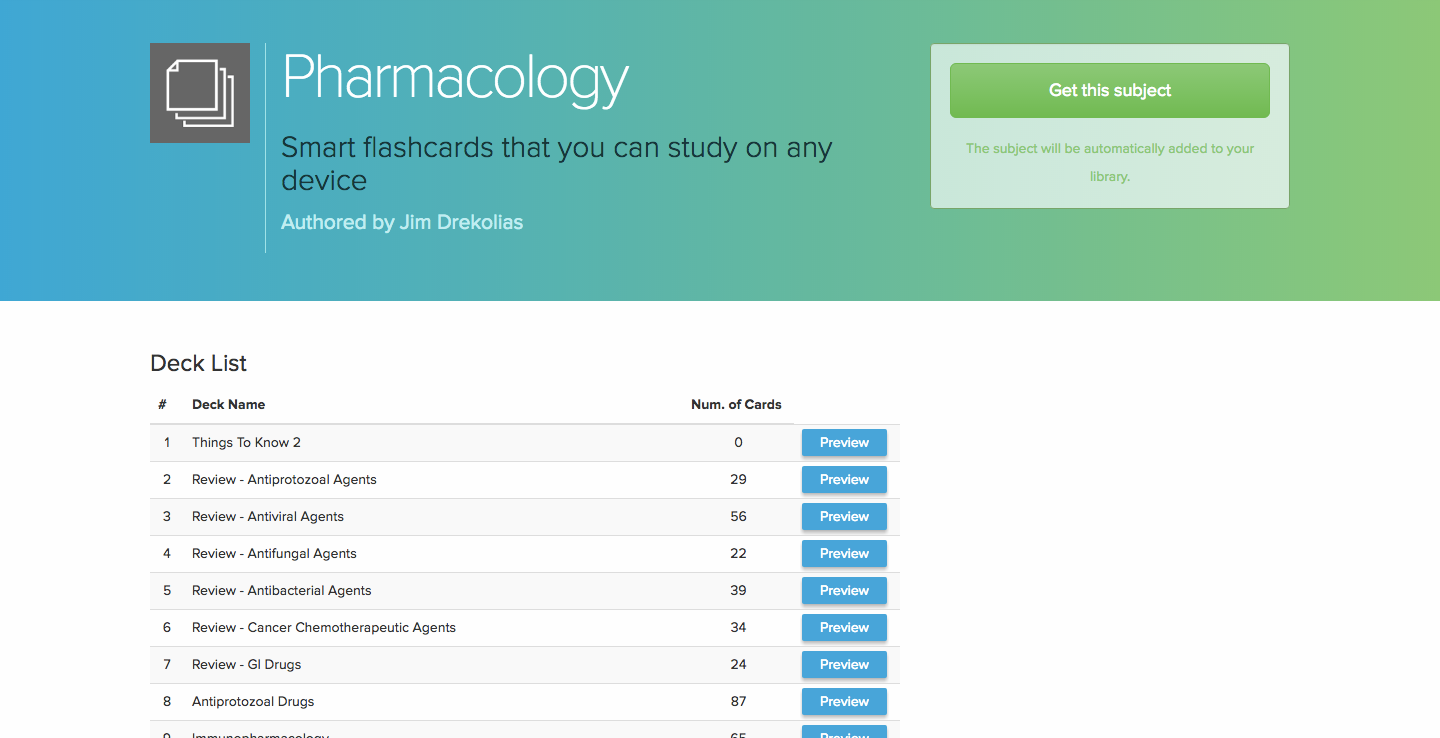 Pharmacology
Smart flashcards that you can study on any
device
Authored by Jim Drekolias
Get this subject
The subject will be automatically added to your
library.
Deck List
# Deck Name Num. of Cards
1 Things To Know 2 0 Preview
2 Review - Antiprotozoal Agents 29 Preview
3 Review - Antiviral Agents 56 Preview
4 Review - Antifungal Agents 22 Preview
5 Review - Antibacterial Agents 39 Preview
6 Review - Cancer Chemotherapeutic Agents 34 Preview
7 Review - GI Drugs 24 Preview
8 Antiprotozoal Drugs 87 Preview
9 Immunopharmacology 65 Preview